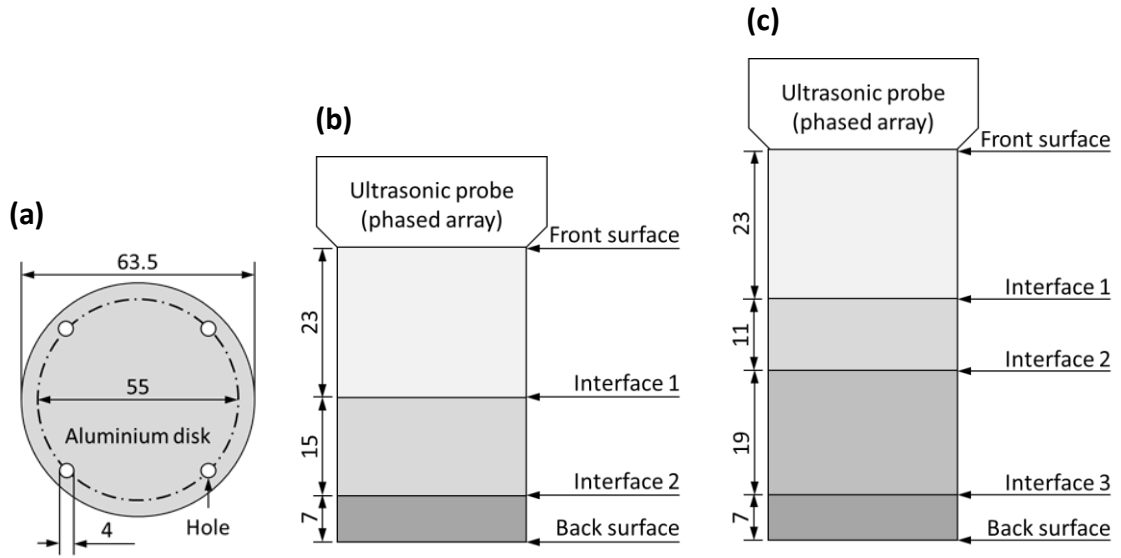 (a)
63.5
55
Aluminium disk
4
Hole
(b)
Ultrasonic probe
(phased array)
Front surface
23
Interface 1
15
Interface 2
7
Back surface
(c)
Ultrasonic probe
(phased array)
Front surface
23
Interface 1
11
Interface 2
19
Interface 3
7
Back surface